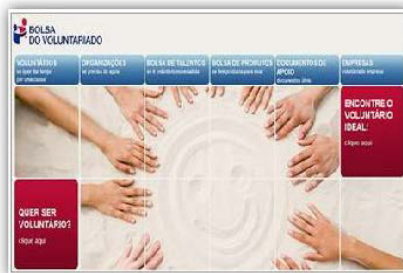 BOLSA
DO VOLUNTARIADO
VOLUNTÁRIOS
ORGANIZAÇÕES
BOLSA DE TALENTOS
BOLSA DE PRODUTOS
DOCUMENTOS DE
APOIO
EMPRESAS
ENCONTRE O
VOLUNTÁRIO
IDEAL!
clique aqui
QUER SER
VOLUNTÁRIO?
clique aqui